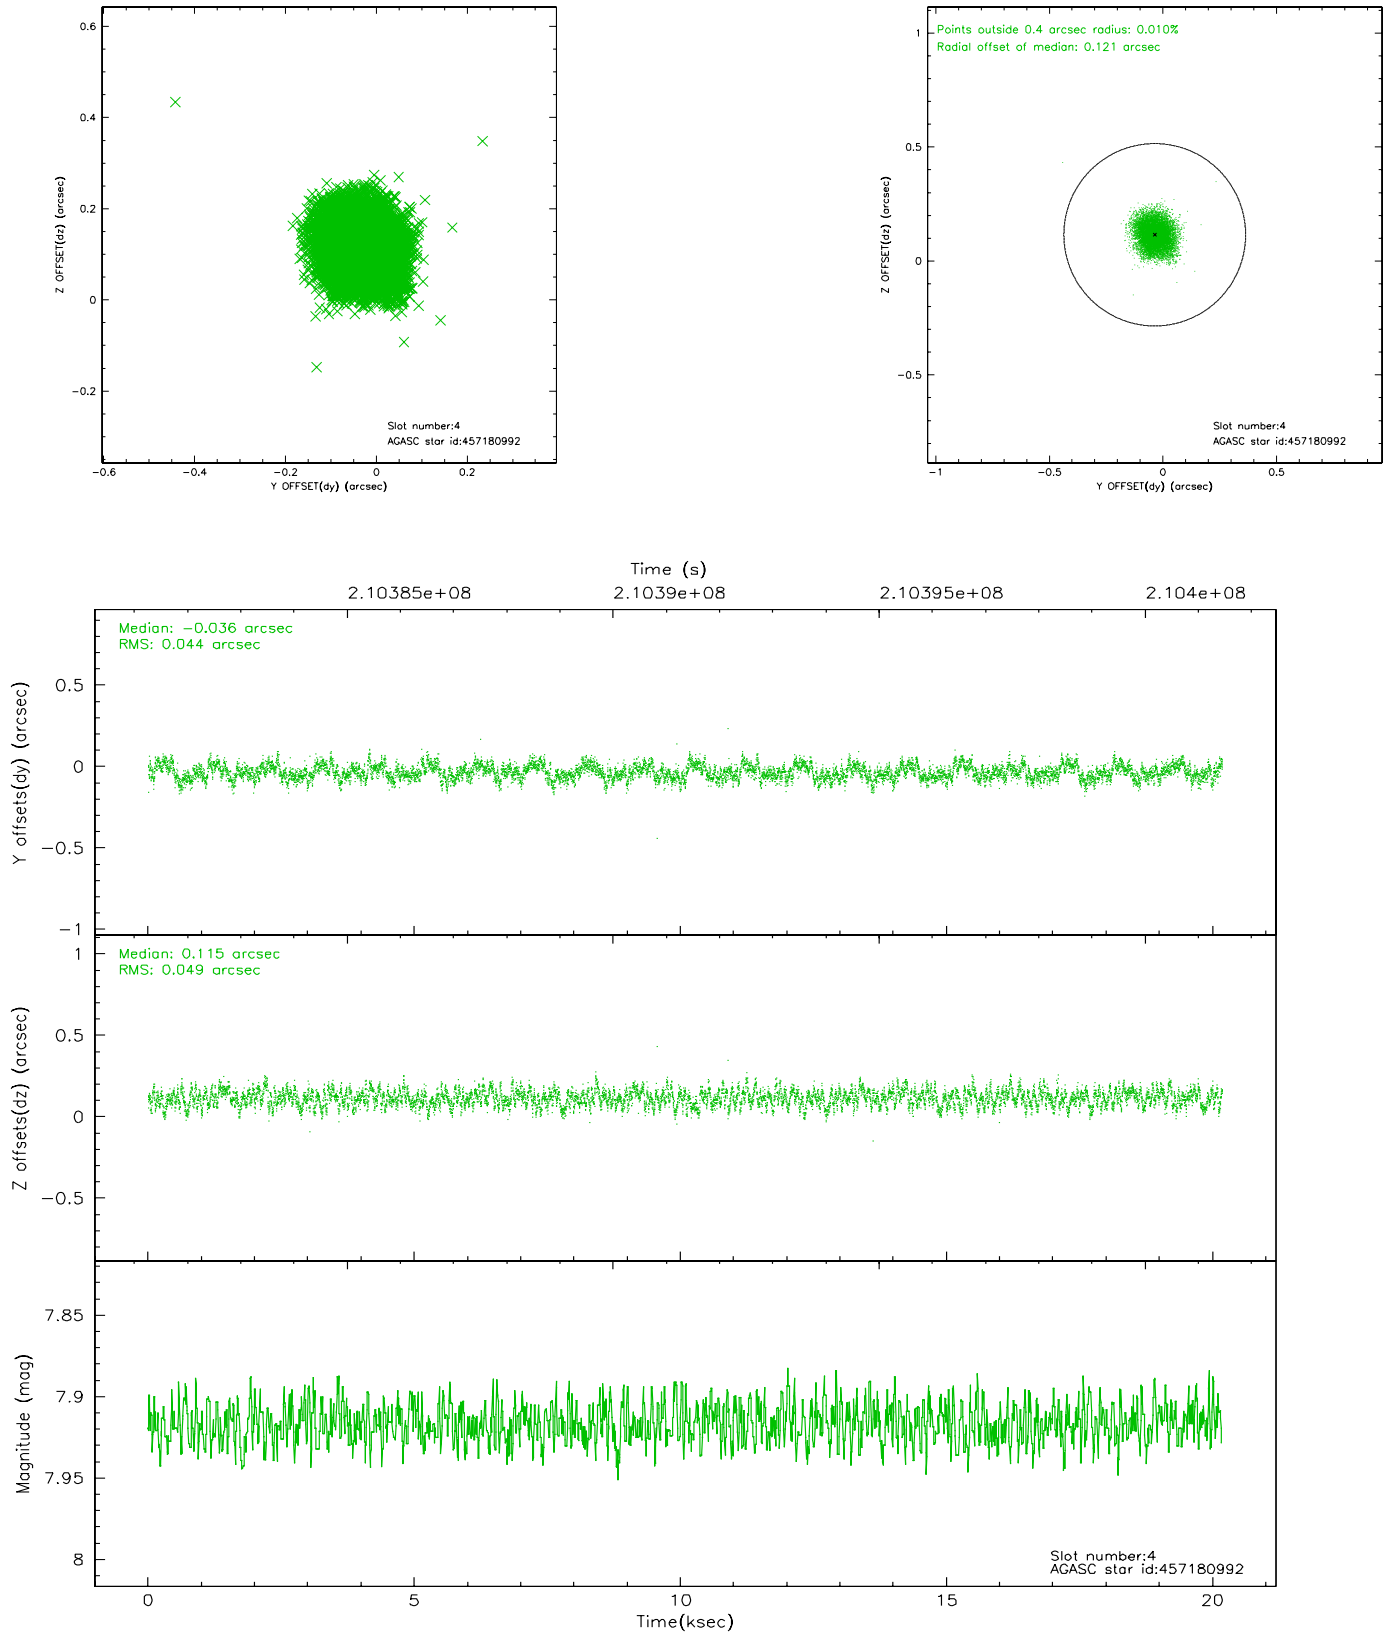 0.6
0.4
0.2
0
−0.2
Z OFFSET(dz) (arcsec)
Slot number:4
AGASC star id:457180992
−0.6 −0.4 −0.2 0 0.2
Y OFFSET(dy) (arcsec)
Points outside 0.4 arcsec radius: 0.010%
Radial offset of median: 0.121 arcsec
1
0.5
0
−0.5
Z OFFSET(dz) (arcsec)
Slot number:4
AGASC star id:457180992
−1 −0.5 0 0.5
Y OFFSET(dy) (arcsec)
Time (s)
2.10385e+08 2.1039e+08 2.10395e+08 2.104e+08
Median: −0.036 arcsec
RMS: 0.044 arcsec
0.5
0
−0.5
−1
Y offsets(dy) (arcsec)
Median: 0.115 arcsec
RMS: 0.049 arcsec
1
0.5
0
−0.5
Z offsets(dz) (arcsec)
7.85
7.9
7.95
8
Magnitude (mag)
Slot number:4
AGASC star id:457180992
0 5 10 15 20
Time(ksec)